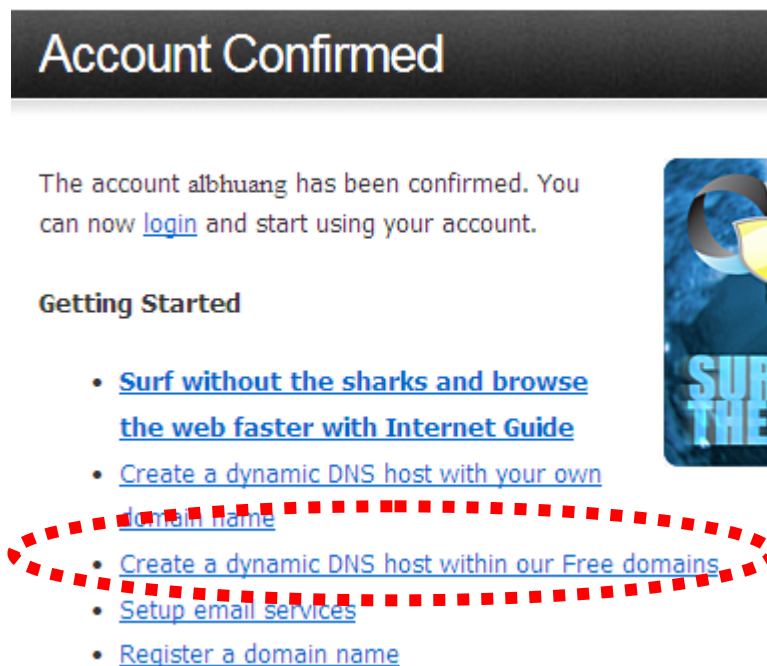 Account Confirmed
The account albhuang has been confirmed. You
can now login and start using your account.
Getting Started
Surf without the sharks and browse
the web faster with Internet Guide
Create a dynamic DNS host with your own
domain name
Create a dynamic DNS host within our Free domains
Setup email services
Register a domain name